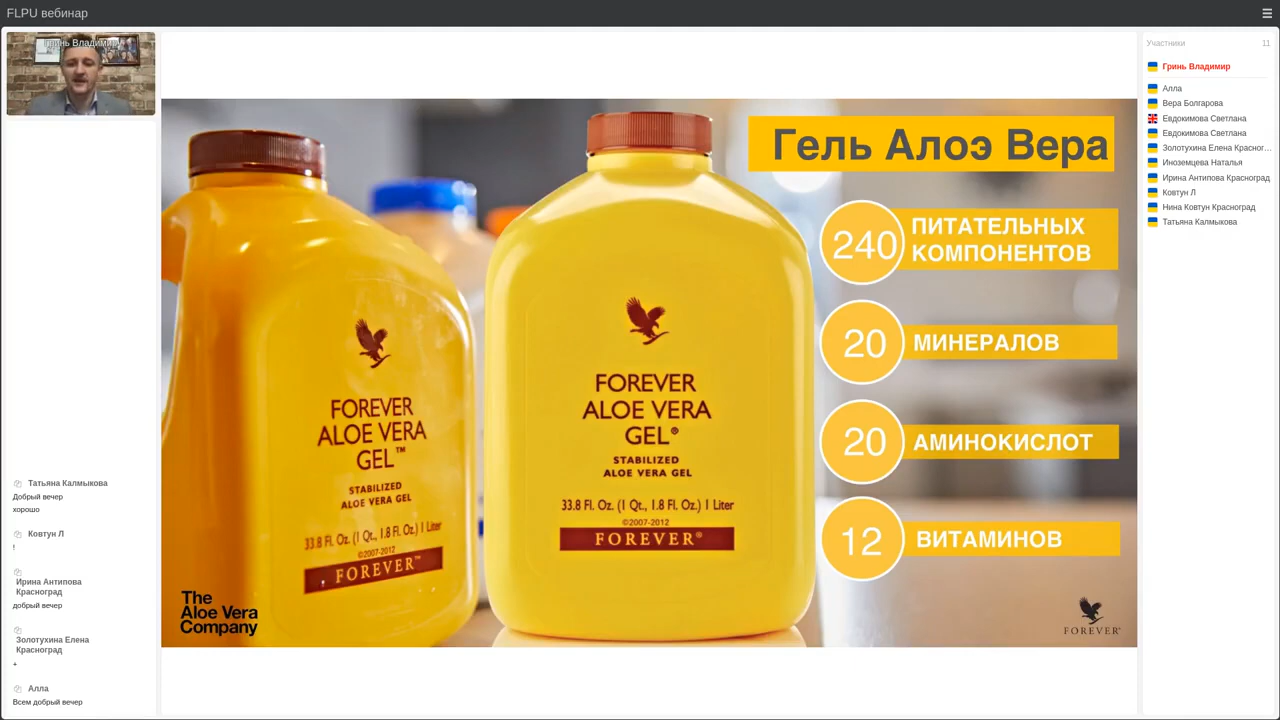 FLPU вебинар
Гринь Владимир
Татьяна Калмыкова
Добрый вечер
хорошо
Ковтун Л
!
Ирина Антипова
Красноград
добрый вечер
Золотухина Елена
Красноград
+
Алла
Всем добрый вечер
Гель Алоэ Вера
240 ПИТАТЕЛЬНЫХ
КОМПОНЕНТОВ
20 МИНЕРАЛОВ
20 АМИНОКИСЛОТ
12 ВИТАМИНОВ
FOREVER
ALOE VERA
GEL™
STABILIZED
ALOE VERA GEL
33.8 Fl. Oz. (1 Qt., 1.8 Fl. Oz.) 1 Liter
©2007-2012
FOREVER™
FOREVER
ALOE VERA
GEL®
STABILIZED
ALOE VERA GEL
33.8 Fl. Oz. (1 Qt., 1.8 Fl. Oz.) 1 Liter
©2007-2012
FOREVER®
The
Aloe Vera
Company
FOREVER®
Участники 11
Гринь Владимир
Алла
Вера Болгарова
Евдокимова Светлана
Евдокимова Светлана
Золотухина Елена Красног...
Иноземцева Наталья
Ирина Антипова Красноград
Ковтун Л
Нина Ковтун Красноград
Татьяна Калмыкова